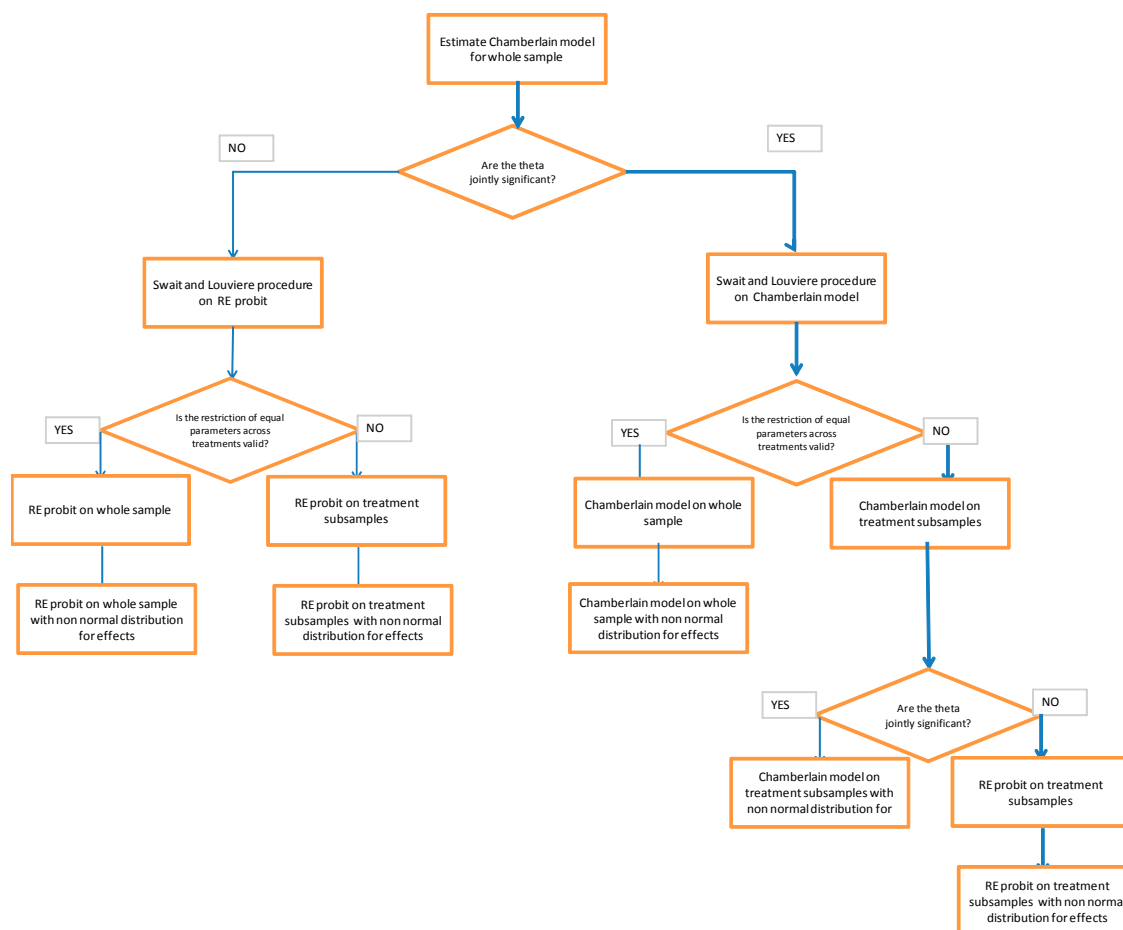 Estimate Chamberlain model
for whole sample
NO
YES
Are the theta
jointly significant?
Swait and Louviere procedure
on RE probit
Swait and Louviere procedure
on Chamberlain model
Is the restriction of equal
parameters across
treatments valid?
YES
NO
Is the restriction of equal
parameters across
treatments valid?
YES
NO
RE probit on whole sample
RE probit on treatment
subsamples
Chamberlain model on whole
sample
Chamberlain model on
treatment subsamples
RE probit on whole sample
with non normal distribution
for effects
RE probit on treatment
subsamples with non normal
distribution for effects
Chamberlain model on whole
sample with non normal
distribution for effects
YES
NO
Are the theta
jointly significant?
Chamberlain model on
treatment subsamples with
non normal distribution for
RE probit on treatment
subsamples
RE probit on treatment
subsamples with non normal
distribution for effects